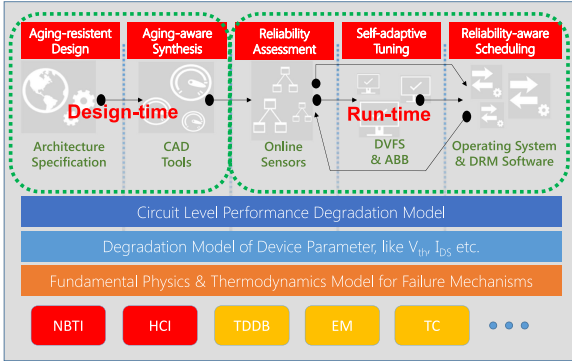 Aging-resistent
Design
Aging-aware
Synthesis
Reliability
Assessment
Self-adaptive
Tuning
Reliability-aware
Scheduling
Design-time
Run-time
Architecture
Specification
CAD
Tools
Online
Sensors
DVFS
& ABB
Operating System
& DRM Software
Circuit Level Performance Degradation Model
Degradation Model of Device Parameter, like Vth, IDS etc.
Fundamental Physics & Thermodynamics Model for Failure Mechanisms
NBTI
HCI
TDDB
EM
TC